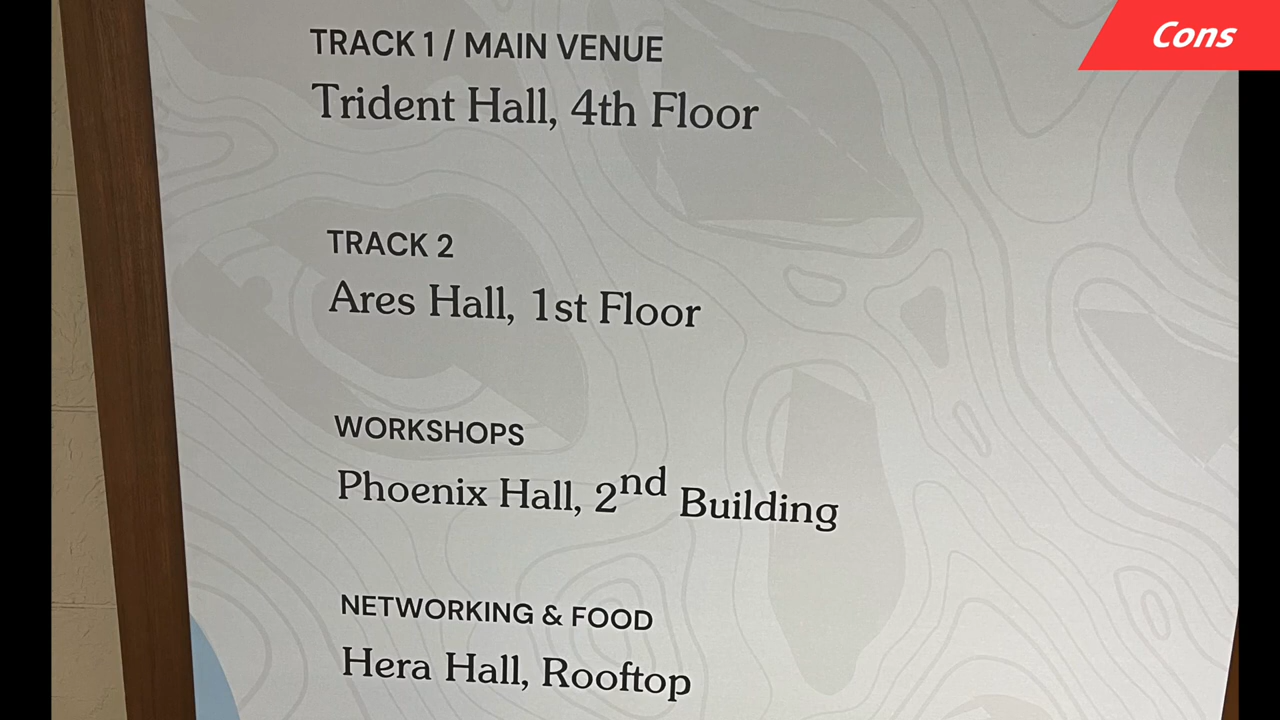 Cons
TRACK 1 / MAIN VENUE
Trident Hall, 4th Floor
TRACK 2
Ares Hall, 1st Floor
WORKSHOPS
Phoenix Hall, 2nd Building
NETWORKING & FOOD
Hera Hall, Rooftop